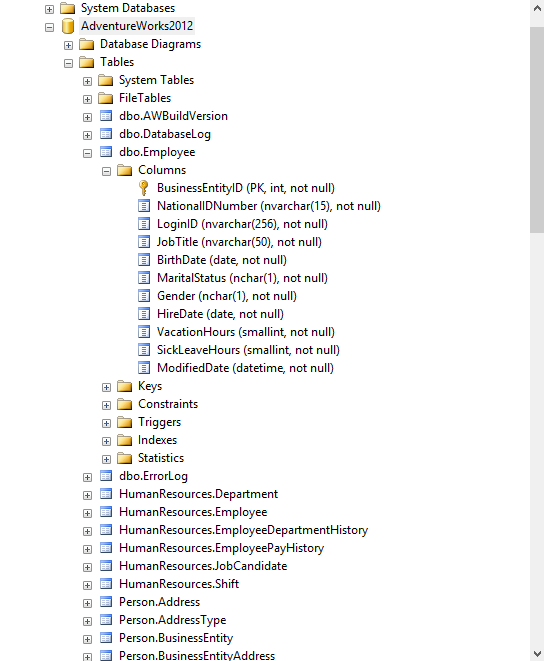 System Databases
AdventureWorks2012
Database Diagrams
Tables
System Tables
FileTables
dbo.AWBuildVersion
dbo.DatabaseLog
dbo.Employee
Columns
BusinessEntityID (PK, int, not null)
NationalIDNumber (nvarchar(15), not null)
LoginID (nvarchar(256), not null)
JobTitle (nvarchar(50), not null)
BirthDate (date, not null)
MaritalStatus (nchar(1), not null)
Gender (nchar(1), not null)
HireDate (date, not null)
VacationHours (smallint, not null)
SickLeaveHours (smallint, not null)
ModifiedDate (datetime, not null)
Keys
Constraints
Triggers
Indexes
Statistics
dbo.ErrorLog
HumanResources.Department
HumanResources.Employee
HumanResources.EmployeeDepartmentHistory
HumanResources.EmployeePayHistory
HumanResources.JobCandidate
HumanResources.Shift
Person.Address
Person.AddressType
Person.BusinessEntity
Person.BusinessEntityAddress